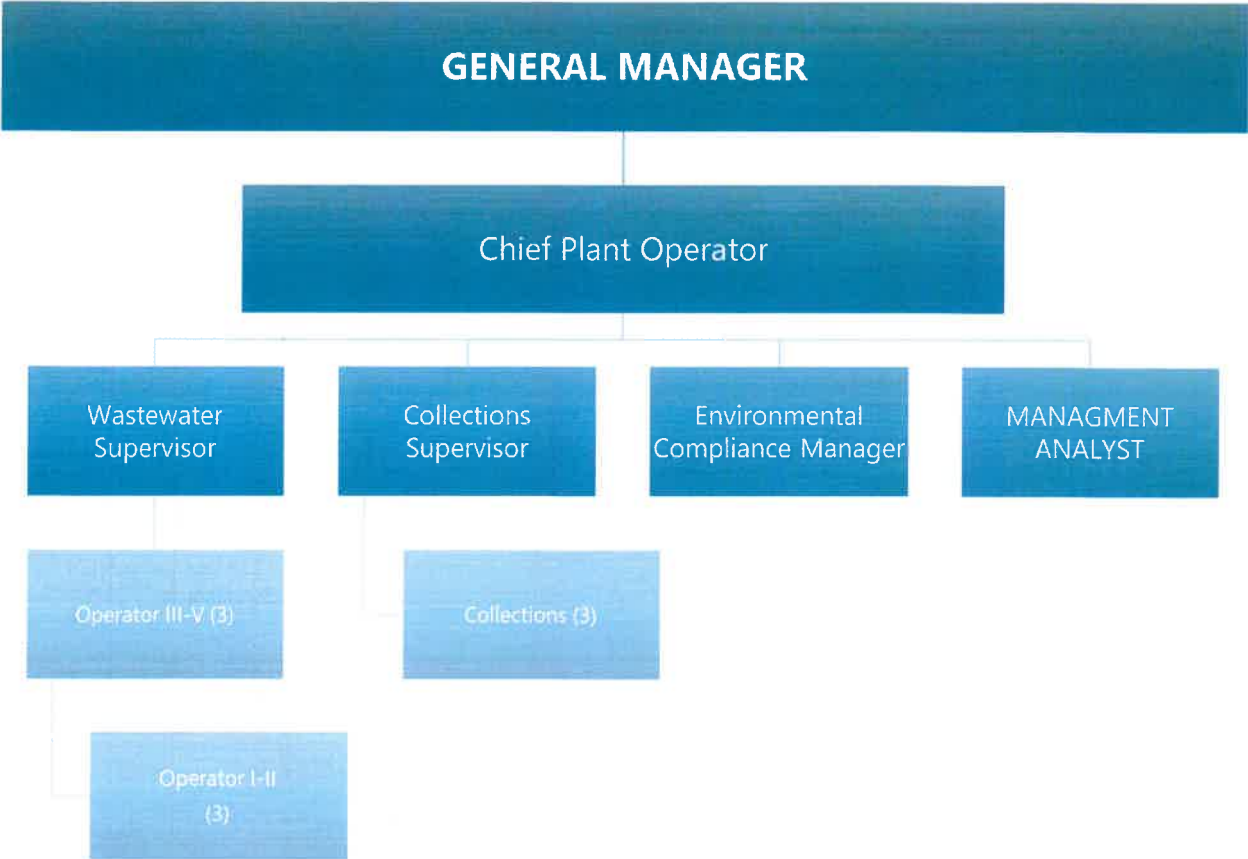 GENERAL MANAGER
Chief Plant Operator
Wastewater
Supervisor
Collections
Supervisor
Environmental
Compliance Manager
MANAGMENT
ANALYST
Operator III-V (3)
Collections (3)
Operator I-II
(3)